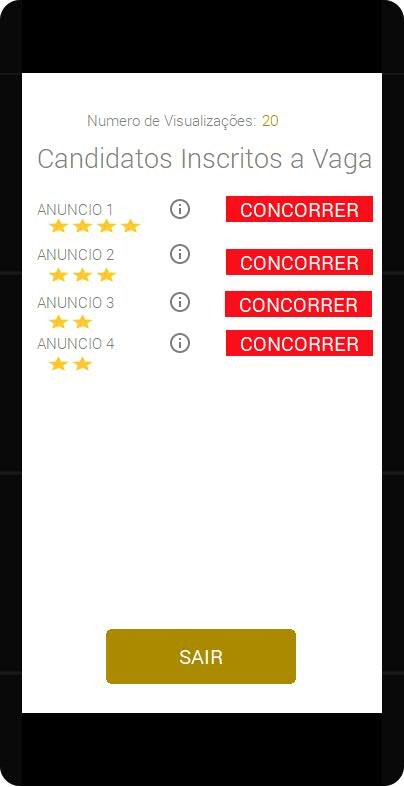 Numero de Visualizações: 20
Candidatos Inscritos a Vaga
ANUNCIO 1 CONCORRER
ANUNCIO 2 CONCORRER
ANUNCIO 3 CONCORRER
ANUNCIO 4 CONCORRER
SAIR